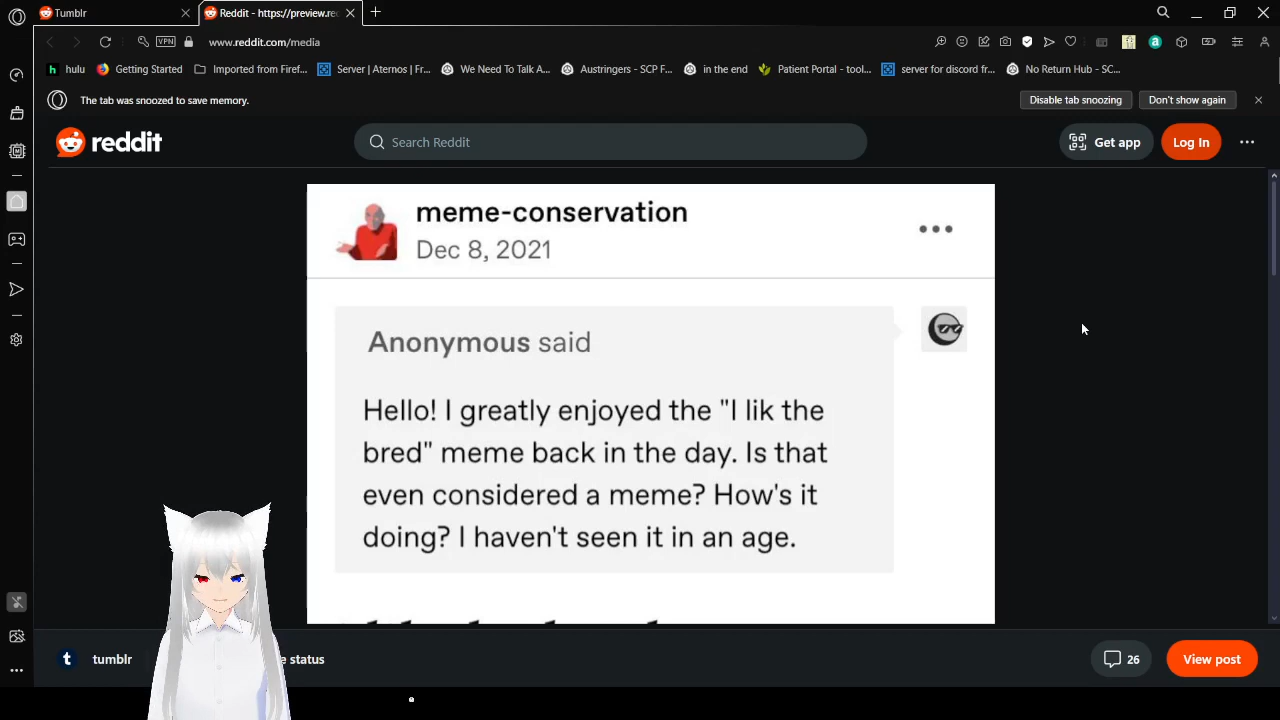 Tumblr
Reddit - https://preview.rec
VPN
www.reddit.com/media
hulu
Getting Started
Imported from Firef...
Server | Aternos | Fr...
We Need To Talk A...
Austringers - SCP F...
in the end
Patient Portal - tool...
server for discord fr...
No Return Hub - SC...
The tab was snoozed to save memory.
Disable tab snoozing
Don't show again
reddit
Search Reddit
Get app
Log In
meme-conservation
Dec 8, 2021
Anonymous said
Hello! I greatly enjoyed the "I lik the
bred" meme back in the day. Is that
even considered a meme? How's it
doing? I haven't seen it in an age.
tumblr
e status
26
View post